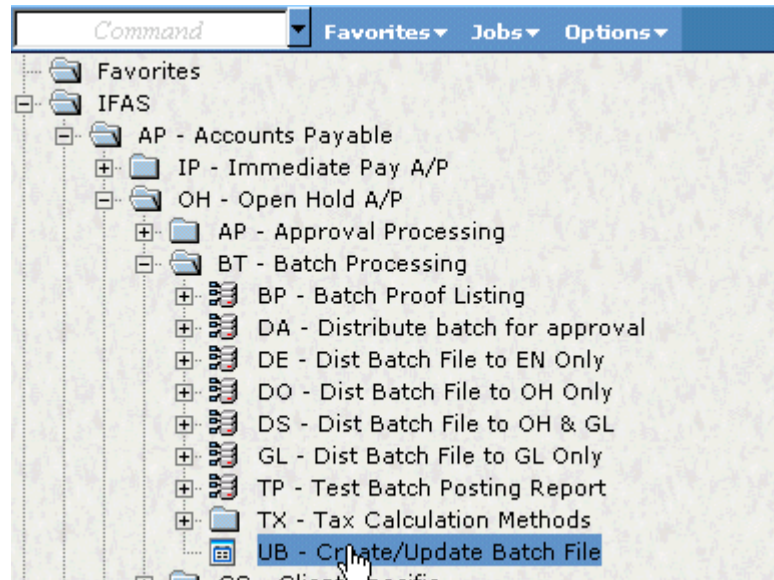 Command Favorites▾ Jobs▾ Options▾
Favorites
IFAS
AP - Accounts Payable
IP - Immediate Pay A/P
OH - Open Hold A/P
AP - Approval Processing
BT - Batch Processing
BP - Batch Proof Listing
DA - Distribute batch for approval
DE - Dist Batch File to EN Only
DO - Dist Batch File to OH Only
DS - Dist Batch File to OH & GL
GL - Dist Batch File to GL Only
TP - Test Batch Posting Report
TX - Tax Calculation Methods
UB - Create/Update Batch File